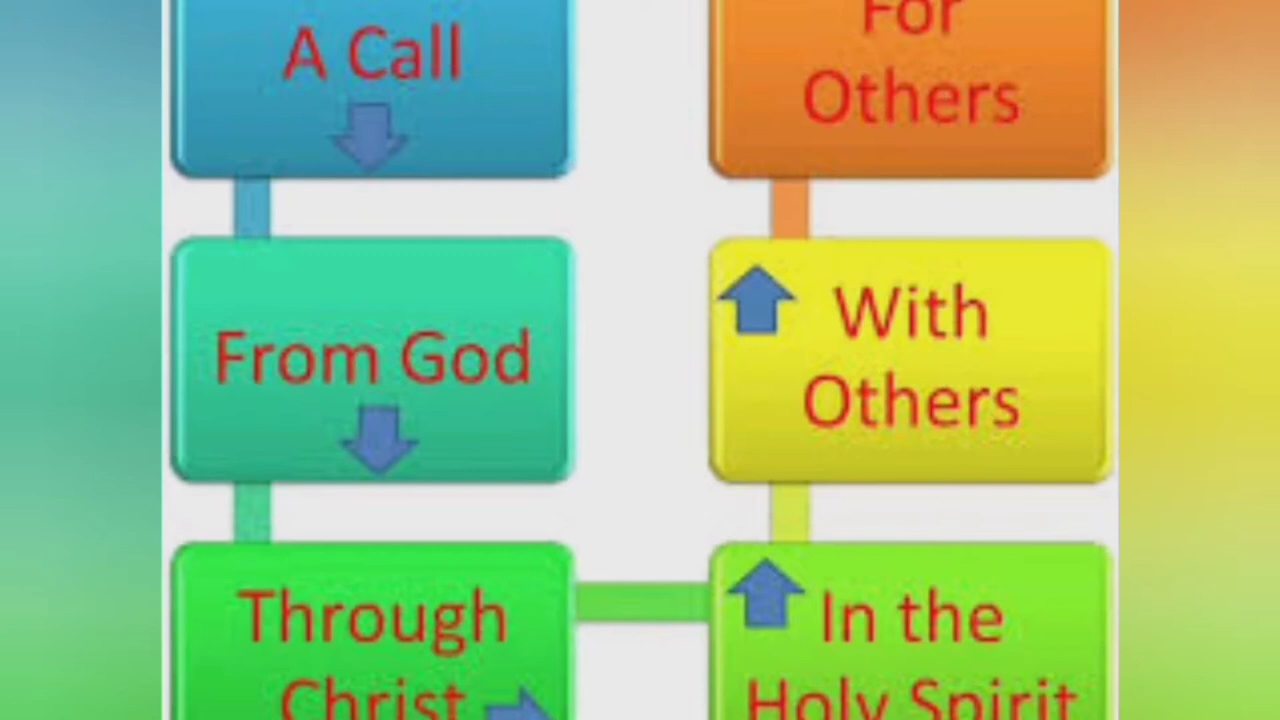 A Call
From God
Through
Christ
In the
Holy Spirit
With
Others
For
Others